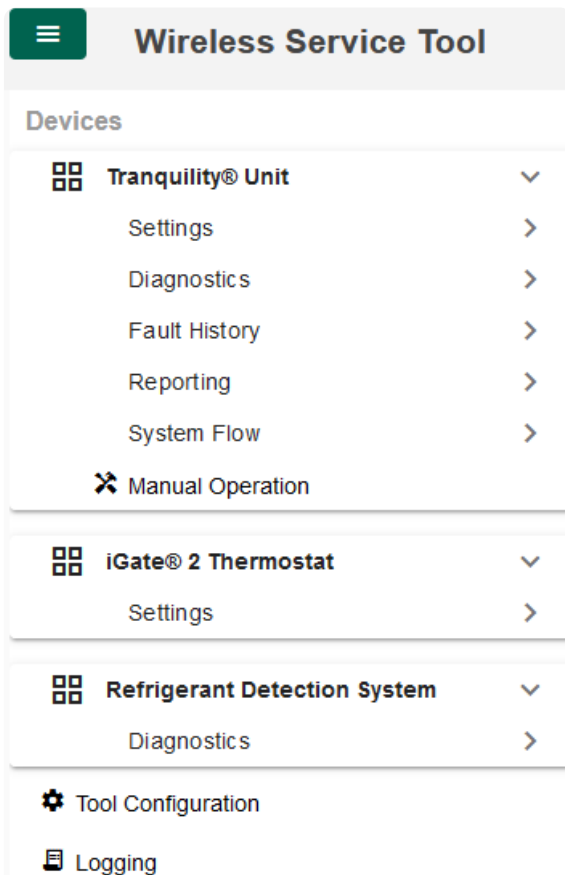 Wireless Service Tool
Devices
Tranquility® Unit
Settings
Diagnostics
Fault History
Reporting
System Flow
Manual Operation
iGate® 2 Thermostat
Settings
Refrigerant Detection System
Diagnostics
Tool Configuration
Logging